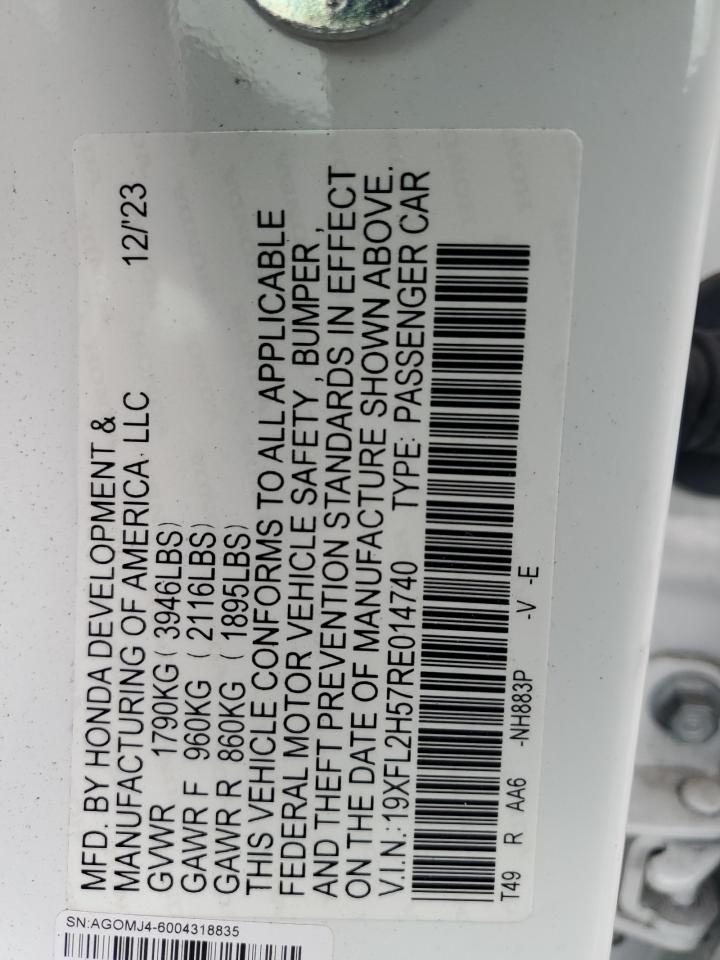 MFD. BY HONDA DEVELOPMENT &
MANUFACTURING OF AMERICA. LLC 12/'23
GVWR 1790KG ( 3946LBS)
GAWR F 960KG ( 2116LBS)
GAWR R 860KG ( 1895LBS)
THIS VEHICLE CONFORMS TO ALL APPLICABLE
FEDERAL MOTOR VEHICLE SAFETY , BUMPER ,
AND THEFT PREVENTION STANDARDS IN EFFECT
ON THE DATE OF MANUFACTURE SHOWN ABOVE.
V.I.N.:19XFL2H57RE014740 TYPE: PASSENGER CAR
T49 R AA6 -NH883P -V -E
SN:AGOMJ4-6004318835